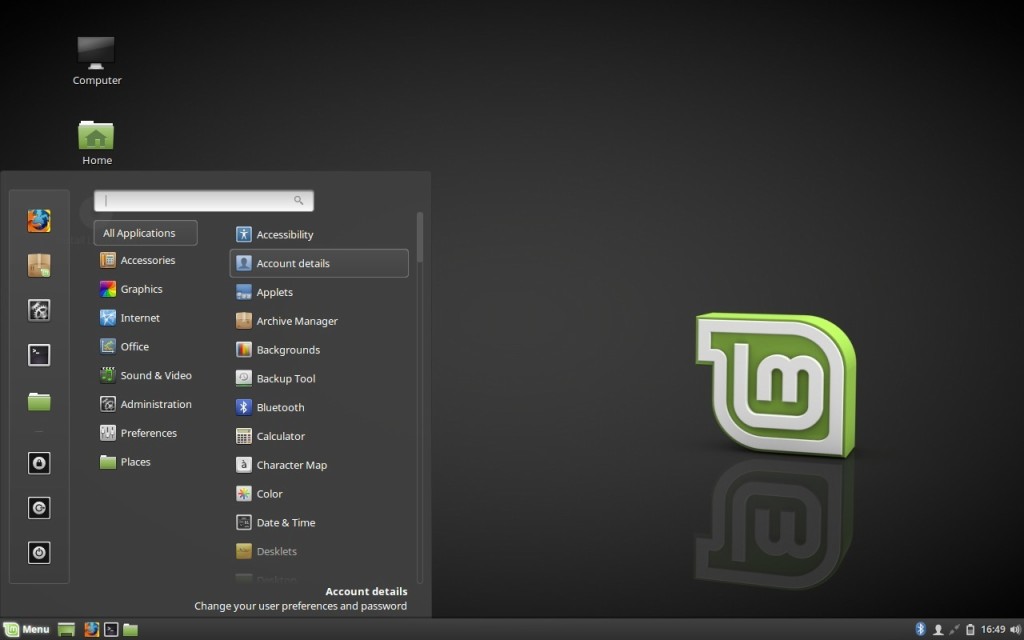 Computer
Home
All Applications
Accessories
Graphics
Internet
Office
Sound & Video
Administration
Preferences
Places
Accessibility
Account details
Applets
Archive Manager
Backgrounds
Backup Tool
Bluetooth
Calculator
Character Map
Color
Date & Time
Desklets
Account details
Change your user preferences and password
Menu
16:49